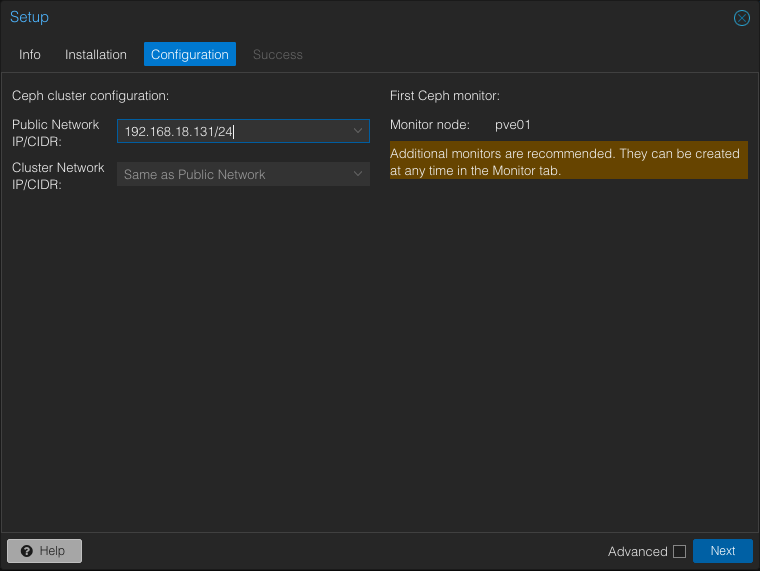 Setup
Info
Installation
Configuration
Success
Ceph cluster configuration:
Public Network
IP/CIDR:
192.168.18.131/24
Cluster Network
IP/CIDR:
Same as Public Network
First Ceph monitor:
Monitor node:
pve01
Additional monitors are recommended. They can be created
at any time in the Monitor tab.
Help
Advanced
Next